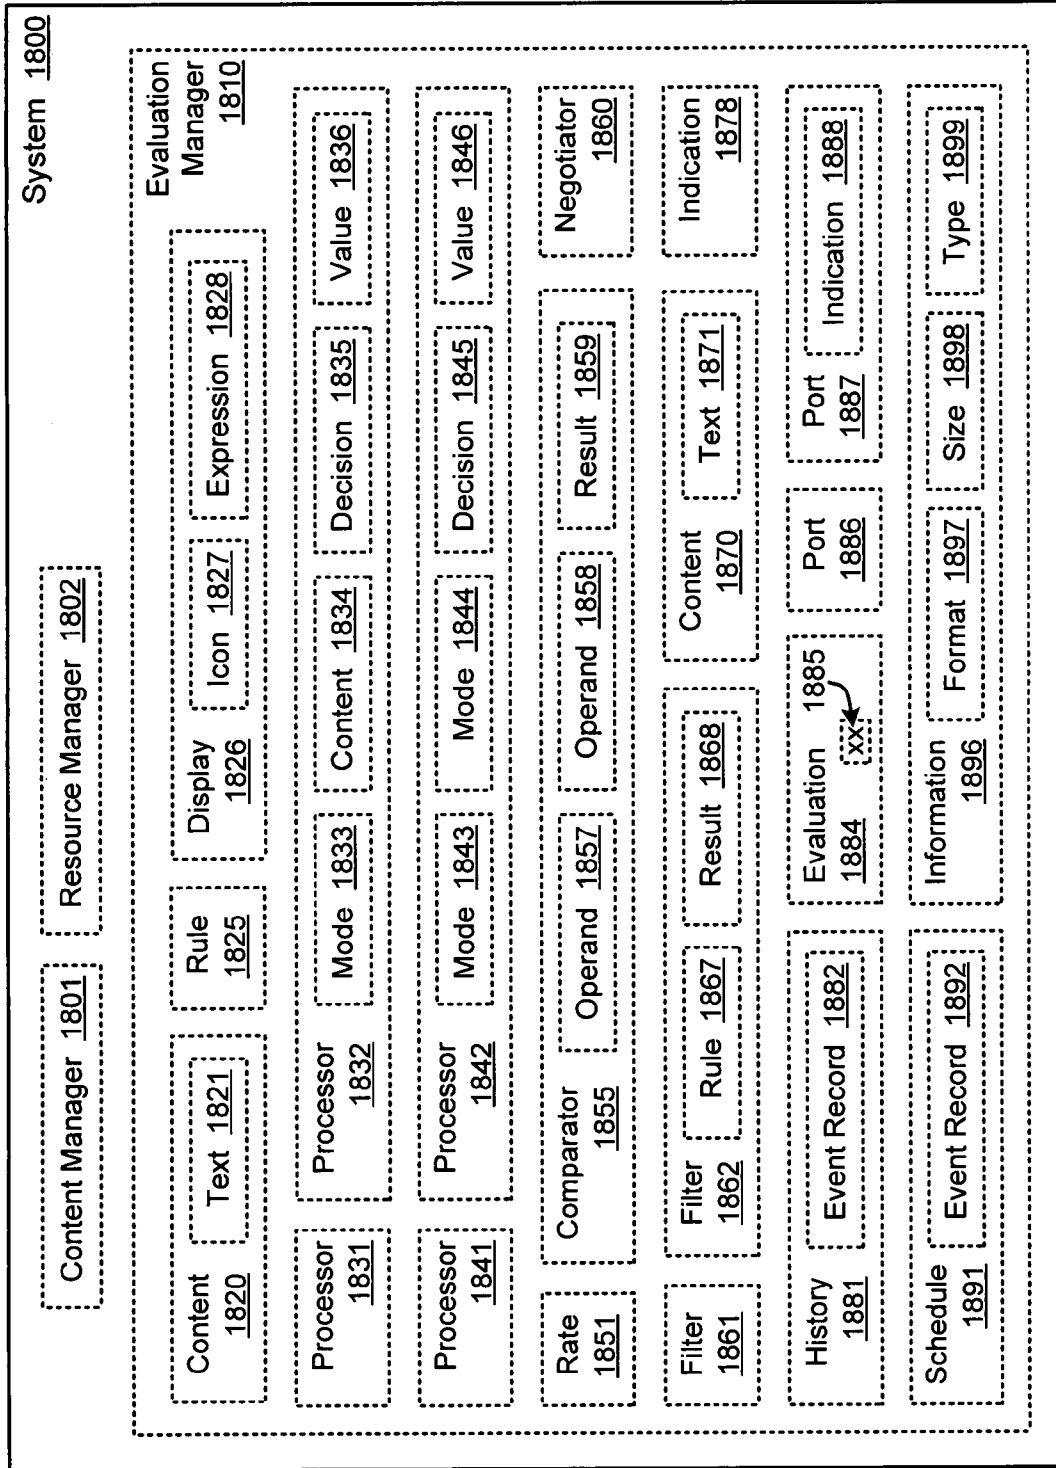 System 1800
Content Manager 1801
Resource Manager 1802
Evaluation
Manager
1810
Content
1820
Text 1821
Rule
1825
Display
1826
Icon 1827
Expression 1828
Processor
1831
Processor
1832
Mode 1833
Content 1834
Decision 1835
Value 1836
Processor
1841
Processor
1842
Mode 1843
Mode 1844
Decision 1845
Value 1846
Rate
1851
Comparator
1855
Operand 1857
Operand 1858
Result 1859
Negotiator
1860
Filter
1861
Filter
1862
Rule 1867
Result 1868
Content
1870
Text 1871
Indication
1878
History
1881
Event Record 1882
Evaluation
1884
1885
xx
Port
1886
Port
1887
Indication 1888
Schedule
1891
Event Record 1892
Information
1896
Format 1897
Size 1898
Type 1899